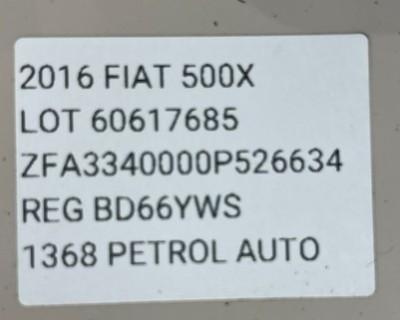 2016 FIAT 500X
LOT 60617685
ZFA3340000P526634
REG BD66YWS
1368 PETROL AUTO